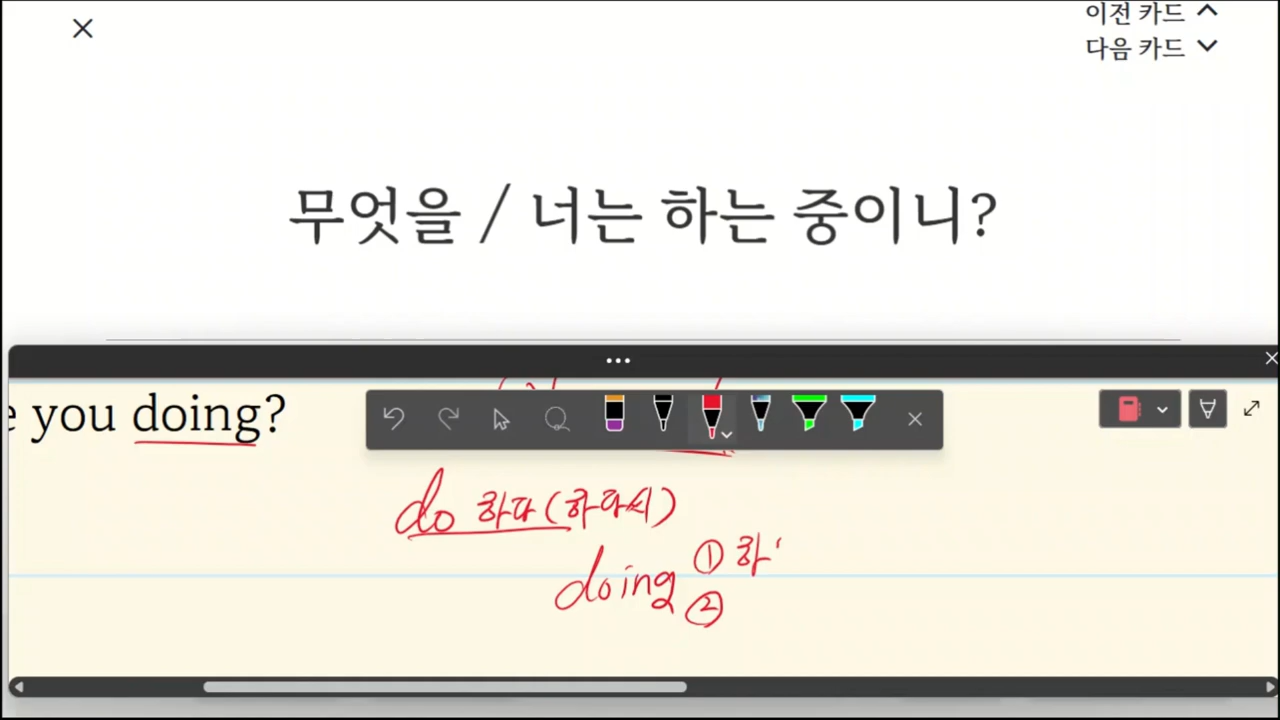 이전 카드
다음 카드
무엇을 / 너는 하는 중이니?
e you doing?
do 하다 (하다씨)
doing ① 하
②